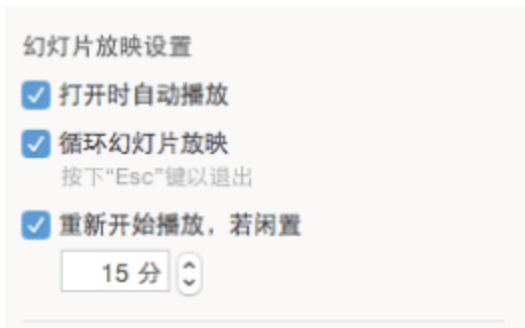 幻灯片放映设置
打开时自动播放
循环幻灯片放映
按下“Esc”键以退出
重新开始播放，若闲置
15 分